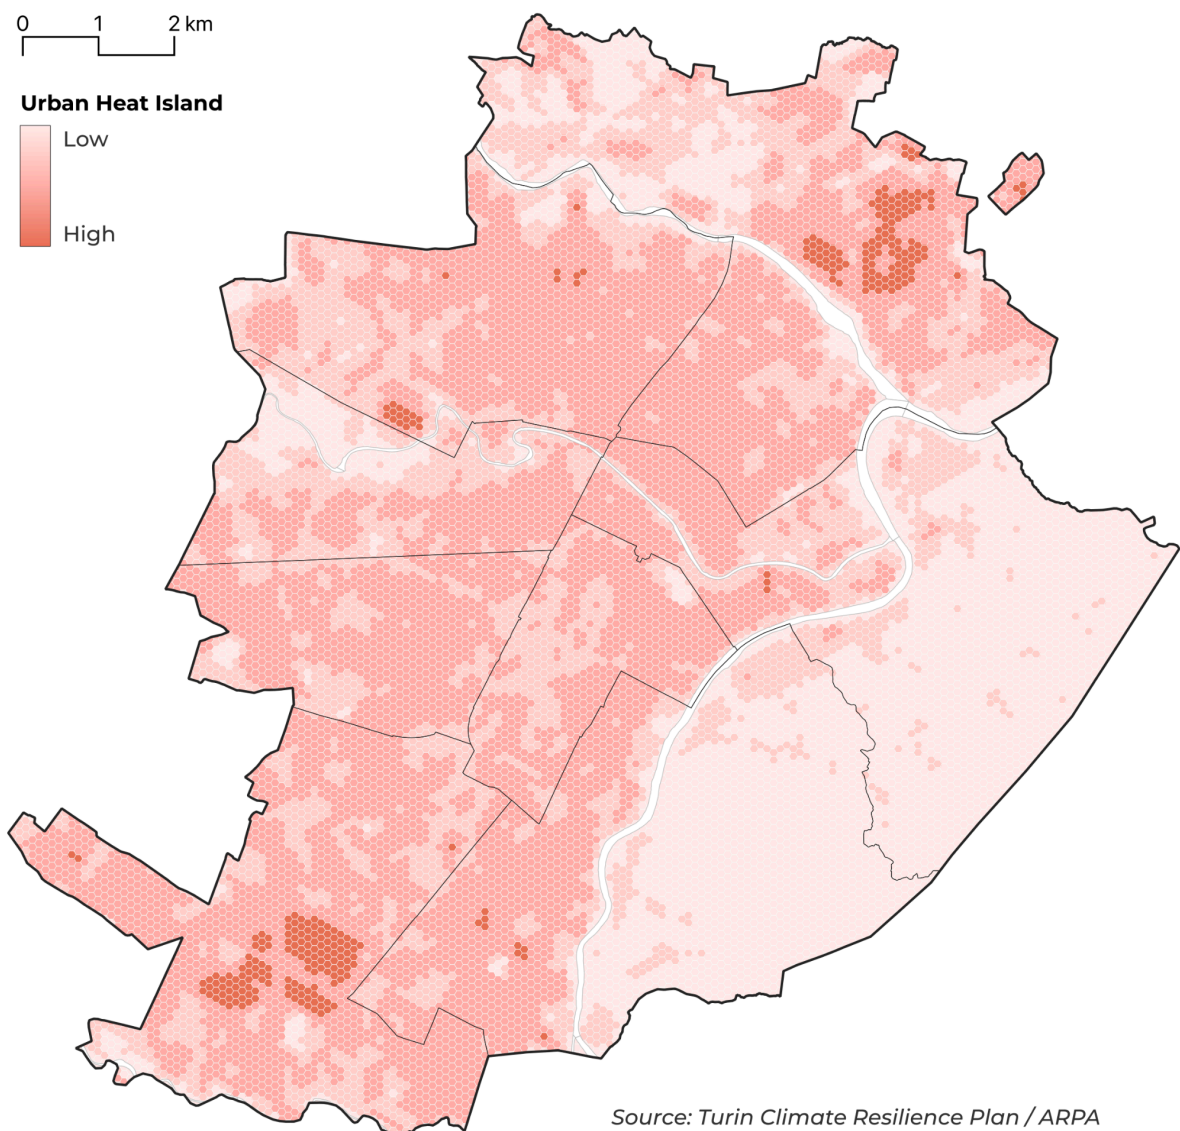 0 1 2 km
Urban Heat Island
Low
High
Source: Turin Climate Resilience Plan / ARPA